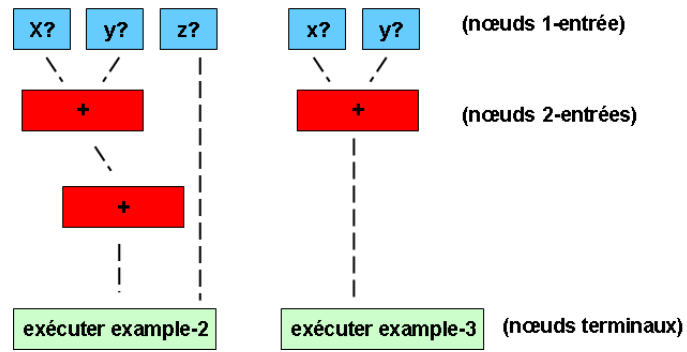 X? y? z? x? y? (nœuds 1-entrée)
+ + (nœuds 2-entrées)
+
exécuter example-2 exécuter example-3 (nœuds terminaux)